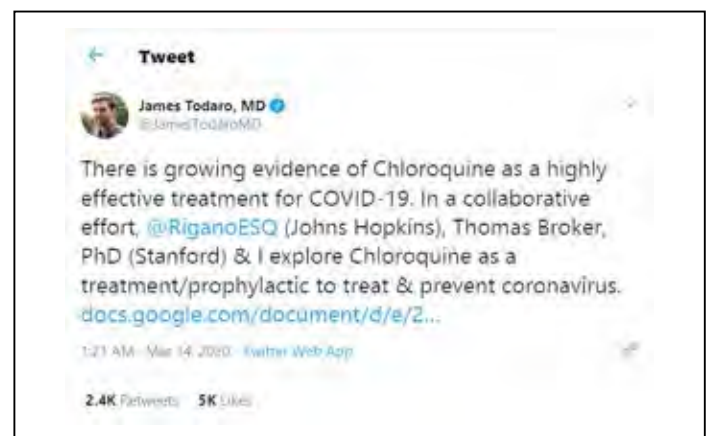 Tweet
James Todaro, MD
@JamesTodaroMD
There is growing evidence of Chloroquine as a highly
effective treatment for COVID-19. In a collaborative
effort, @RiganoESQ (Johns Hopkins), Thomas Broker,
PhD (Stanford) & I explore Chloroquine as a
treatment/prophylactic to treat & prevent coronavirus.
docs.google.com/document/d/e/2...
1:21 AM · Mar 14, 2020 · Twitter Web App
2.4K Retweets 5K Likes